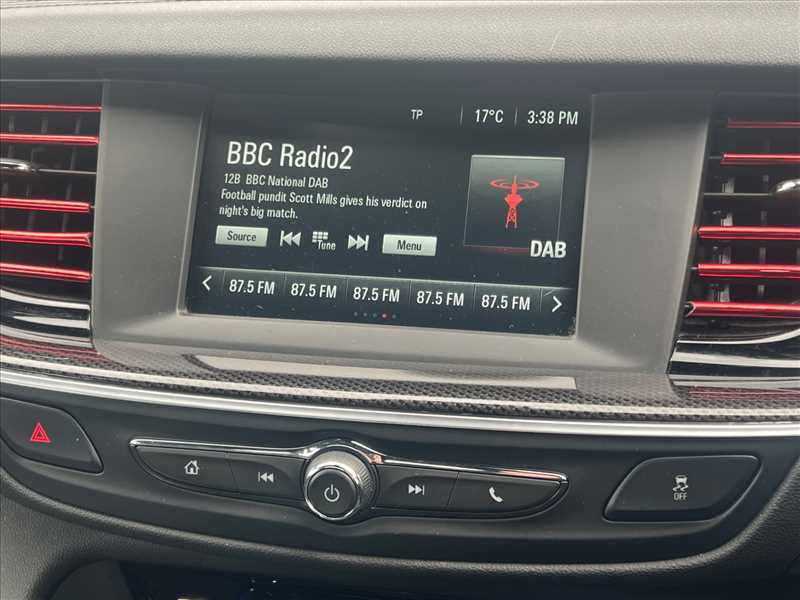 TP 17°C 3:38 PM
BBC Radio2
12B BBC National DAB
Football pundit Scott Mills gives his verdict on
night's big match.
Source Tune Menu
DAB
87.5 FM 87.5 FM 87.5 FM 87.5 FM 87.5 FM
OFF